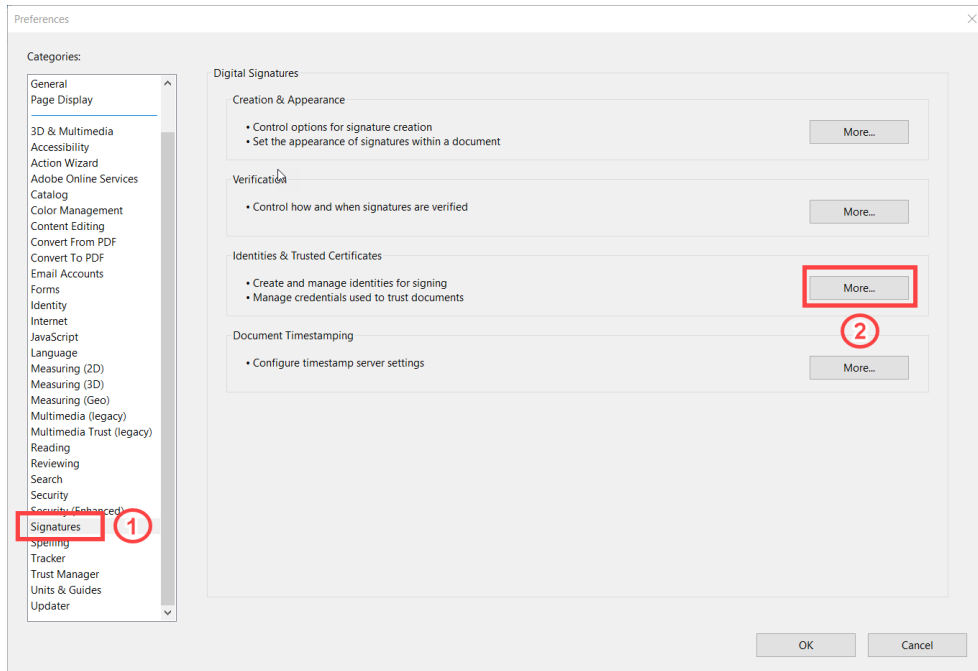 Preferences
Categories:
General
Page Display
3D & Multimedia
Accessibility
Action Wizard
Adobe Online Services
Catalog
Color Management
Content Editing
Convert From PDF
Convert To PDF
Email Accounts
Forms
Identity
Internet
JavaScript
Language
Measuring (2D)
Measuring (3D)
Measuring (Geo)
Multimedia (legacy)
Multimedia Trust (legacy)
Reading
Reviewing
Search
Security
Security (Enhanced)
Signatures
1
Spelling
Tracker
Trust Manager
Units & Guides
Updater
Digital Signatures
Creation & Appearance
• Control options for signature creation
• Set the appearance of signatures within a document
More...
Verification
• Control how and when signatures are verified
More...
Identities & Trusted Certificates
• Create and manage identities for signing
• Manage credentials used to trust documents
More...
2
Document Timestamping
• Configure timestamp server settings
More...
OK
Cancel